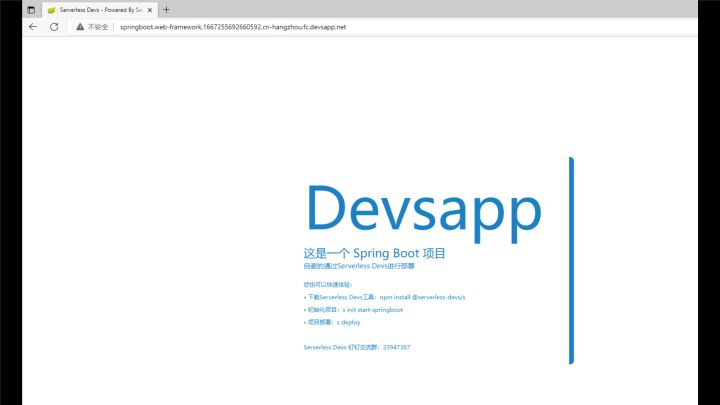 Serverless Devs - Powered By Se
不安全
springboot.web-framework.1667255692660592.cn-hangzhou.fc.devsapp.net
Devsapp
这是一个 Spring Boot 项目
自豪的通过Serverless Devs进行部署
您也可以快速体验：
• 下载Serverless Devs工具：npm install @serverless-devs/s
• 初始化项目：s init start-springboot
• 项目部署：s deploy
Serverless Devs 钉钉交流群：33947367